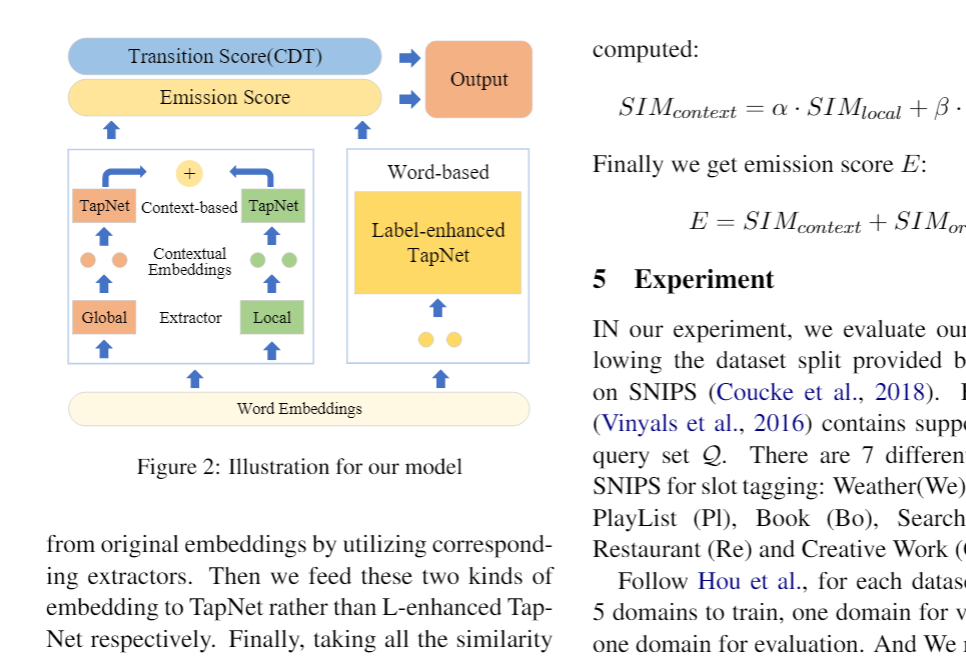 Transition Score(CDT)
Emission Score
Output
+
TapNet Context-based TapNet
Contextual
Embeddings
Global Extractor Local
Word-based
Label-enhanced
TapNet
Word Embeddings
Figure 2: Illustration for our model
from original embeddings by utilizing correspond-
ing extractors. Then we feed these two kinds of
embedding to TapNet rather than L-enhanced Tap-
Net respectively. Finally, taking all the similarity
computed:
SIM_context = α · SIM_local + β ·
Finally we get emission score E:
E = SIM_context + SIM_or
5 Experiment
IN our experiment, we evaluate our
lowing the dataset split provided b
on SNIPS (Coucke et al., 2018).
(Vinyals et al., 2016) contains suppo
query set Q. There are 7 different
SNIPS for slot tagging: Weather(We)
PlayList (Pl), Book (Bo), Search
Restaurant (Re) and Creative Work (
Follow Hou et al., for each datase
5 domains to train, one domain for v
one domain for evaluation. And We